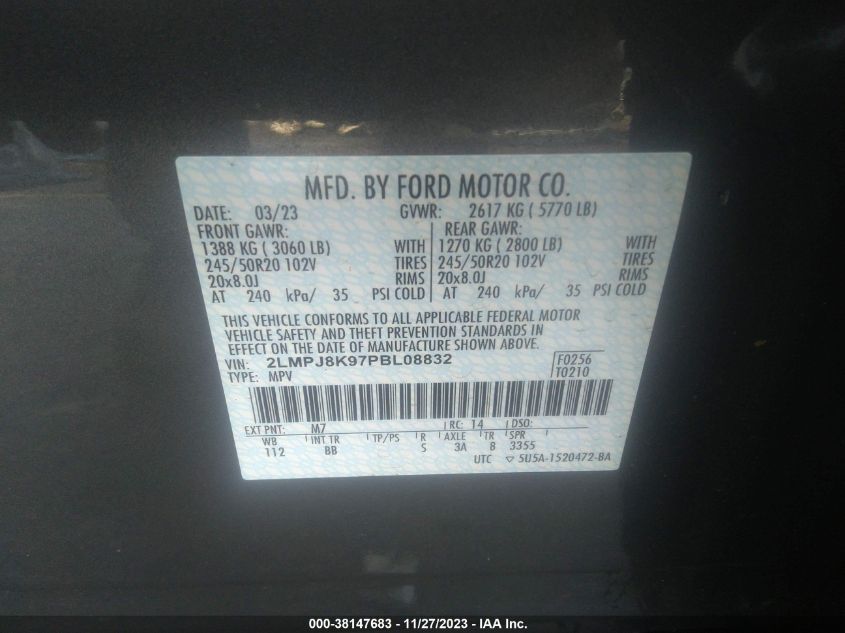 MFD. BY FORD MOTOR CO.
DATE: 03/23 GVWR: 2617 KG ( 5770 LB)
FRONT GAWR: REAR GAWR:
1388 KG ( 3060 LB) WITH 1270 KG ( 2800 LB) WITH
245/50R20 102V TIRES 245/50R20 102V TIRES
20x8.0J RIMS 20x8.0J RIMS
AT 240 kPa/ 35 PSI COLD AT 240 kPa/ 35 PSI COLD
THIS VEHICLE CONFORMS TO ALL APPLICABLE FEDERAL MOTOR
VEHICLE SAFETY AND THEFT PREVENTION STANDARDS IN
EFFECT ON THE DATE OF MANUFACTURE SHOWN ABOVE.
VIN: 2LMPJ8K97PBL08832 F0256
TYPE: MPV T0210
EXT PNT: M7 RC: 14 DSO:
WB INT TR TP/PS R AXLE TR SPR
112 BB S 3A 8 3355
UTC ▽ 5U5A-1520472-BA
000-38147683 - 11/27/2023 - IAA Inc.